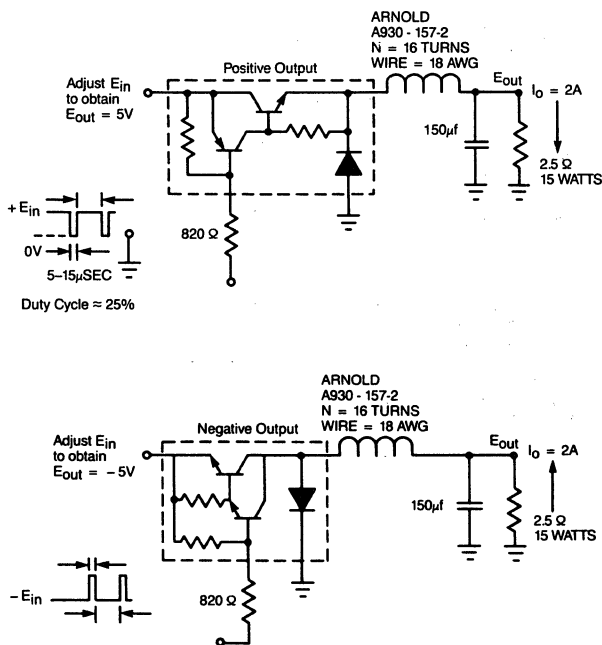 ARNOLD
A930 - 157-2
N = 16 TURNS
WIRE = 18 AWG
Positive Output
Adjust Ein
to obtain
Eout = 5V
Eout
Io = 2A
150µf
2.5 Ω
15 WATTS
+ Ein
0V
5–15µSEC
820 Ω
Duty Cycle ≈ 25%
ARNOLD
A930 - 157-2
N = 16 TURNS
WIRE = 18 AWG
Negative Output
Adjust Ein
to obtain
Eout = – 5V
Eout
Io = 2A
150µf
2.5 Ω
15 WATTS
– Ein
820 Ω